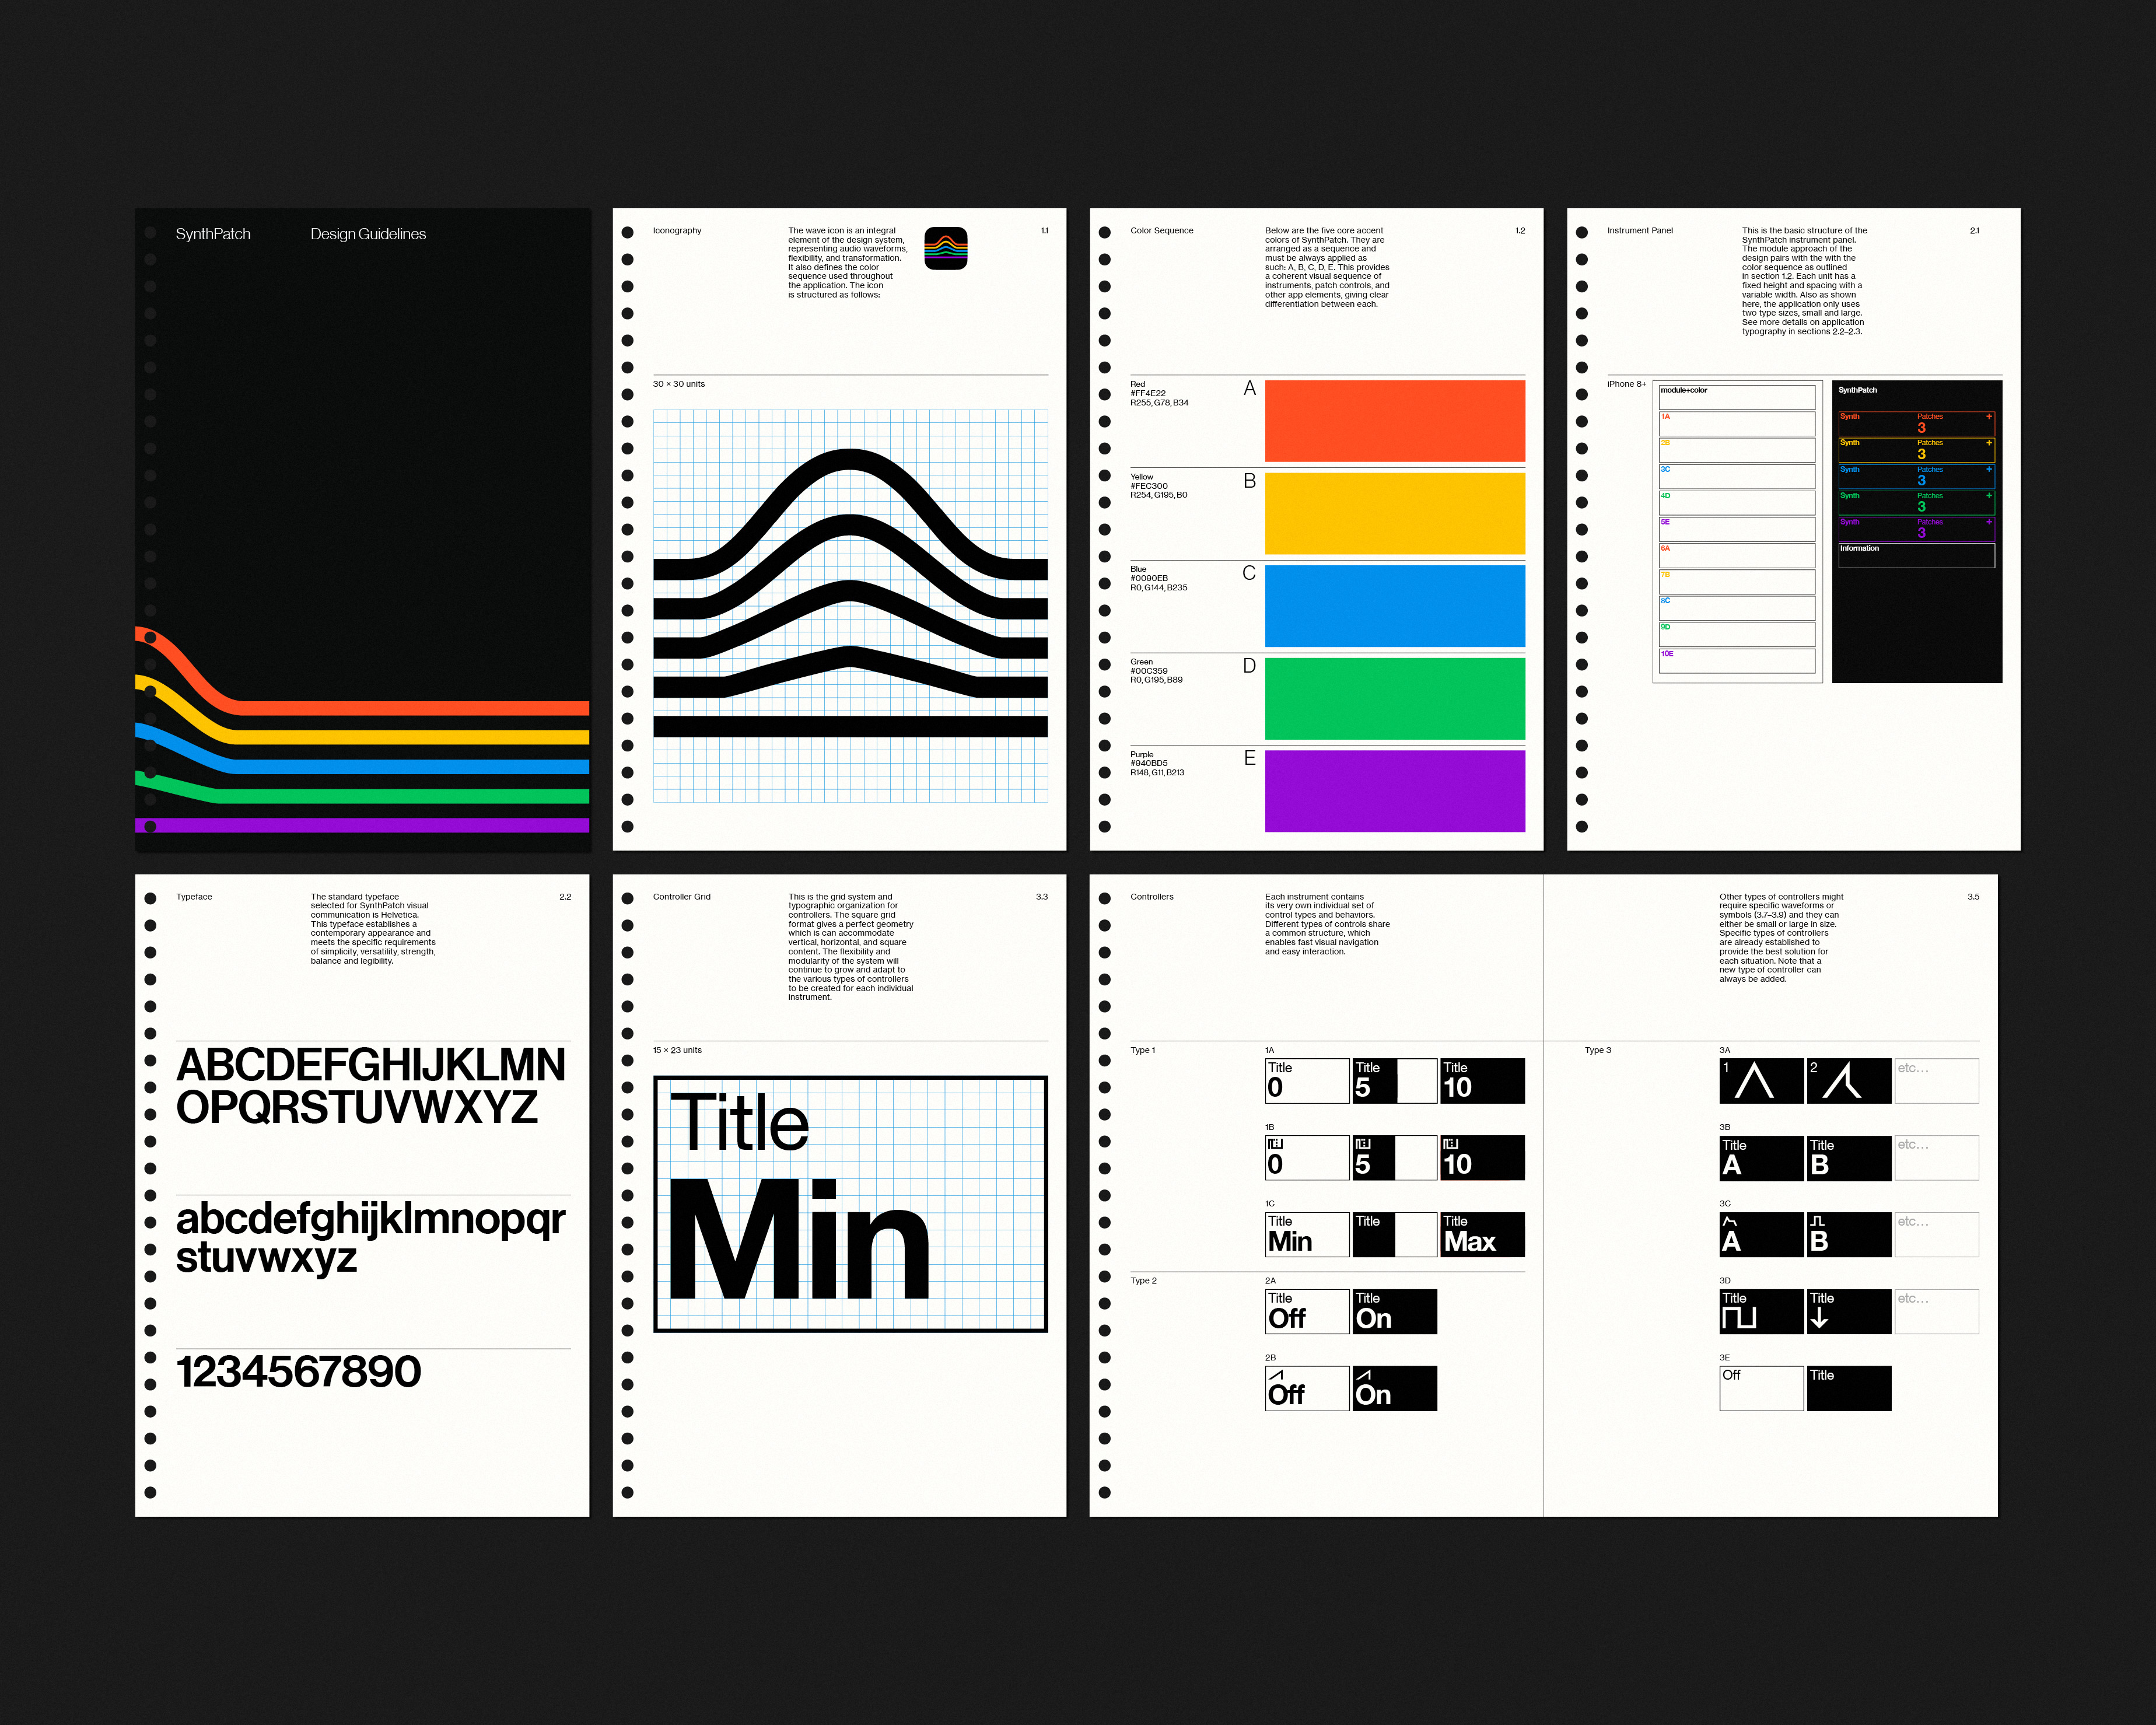 SynthPatch
Design Guidelines
Iconography
The wave icon is an integral
element of the design system,
representing audio waveforms,
flexibility, and transformation.
It also defines the color
sequence used throughout
the application. The icon
is structured as follows:
1.1
30 × 30 units
Color Sequence
Below are the five core accent
colors of SynthPatch. They are
arranged as a sequence and
must be always applied as
such: A, B, C, D, E. This provides
a coherent visual sequence of
instruments, patch controls, and
other app elements, giving clear
differentiation between each.
1.2
Red
#FF4E22
R255, G78, B34
A
Yellow
#FEC300
R254, G195, B0
B
Blue
#0090EB
R0, G144, B235
C
Green
#00C359
R0, G195, B89
D
Purple
#940BD5
R148, G11, B213
E
Instrument Panel
This is the basic structure of the
SynthPatch instrument panel.
The module approach of the
design pairs with the with the
color sequence as outlined
in section 1.2. Each unit has a
fixed height and spacing with a
variable width. Also as shown
here, the application only uses
two type sizes, small and large.
See more details on application
typography in sections 2.2–2.3.
2.1
iPhone 8+
module+color
1A
2B
3C
4D
5E
6A
7B
8C
9D
10E
SynthPatch
Synth Patches +
3
Synth Patches +
3
Synth Patches +
3
Synth Patches +
3
Synth Patches +
3
Information
Typeface
The standard typeface
selected for SynthPatch visual
communication is Helvetica.
This typeface establishes a
contemporary appearance and
meets the specific requirements
of simplicity, versatility, strength,
balance and legibility.
2.2
ABCDEFGHIJKLMN
OPQRSTUVWXYZ
abcdefghijklmnopqr
stuvwxyz
1234567890
Controller Grid
This is the grid system and
typographic organization for
controllers. The square grid
format gives a perfect geometry
which is can accommodate
vertical, horizontal, and square
content. The flexibility and
modularity of the system will
continue to grow and adapt to
the various types of controllers
to be created for each individual
instrument.
3.3
15 × 23 units
Title
Min
Controllers
Each instrument contains
its very own individual set of
control types and behaviors.
Different types of controls share
a common structure, which
enables fast visual navigation
and easy interaction.
Type 1
1A
Title Title Title
0 5 10
1B
0 5 10
1C
Title Title Title
Min Max
Type 2
2A
Title Title
Off On
2B
Off On
Other types of controllers might
require specific waveforms or
symbols (3.7–3.9) and they can
either be small or large in size.
Specific types of controllers
are already established to
provide the best solution for
each situation. Note that a
new type of controller can
always be added.
3.5
Type 3
3A
1 2 etc...
3B
Title Title etc...
A B
3C
etc...
A B
3D
Title Title etc...
3E
Off Title